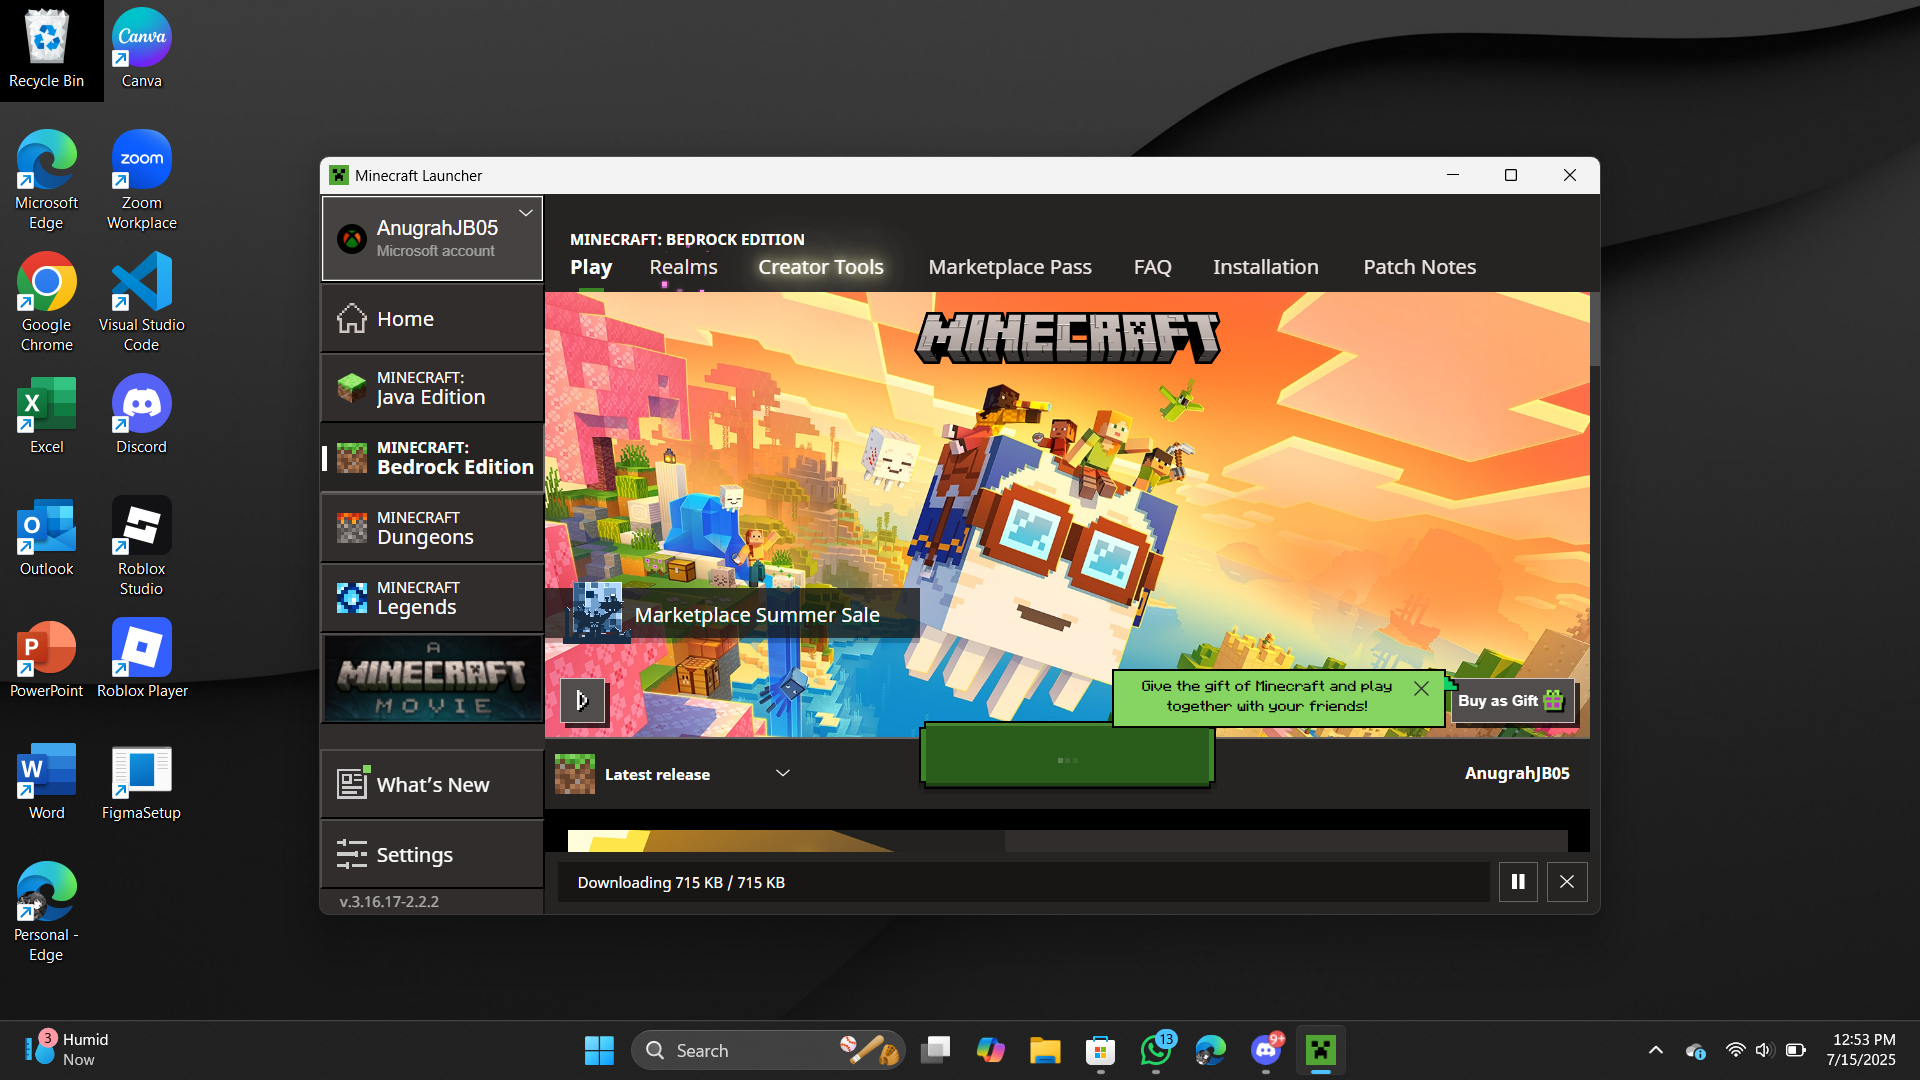 Recycle Bin
Canva
Canva
Microsoft
Edge
zoom
Zoom
Workplace
Google
Chrome
Visual Studio
Code
X
Excel
Discord
O
Outlook
Roblox
Studio
P
PowerPoint
Roblox Player
W
Word
FigmaSetup
Personal -
Edge
Minecraft Launcher
AnugrahJB05
Microsoft account
Home
MINECRAFT:
Java Edition
MINECRAFT:
Bedrock Edition
MINECRAFT
Dungeons
MINECRAFT
Legends
A
MINECRAFT
MOVIE
What's New
Settings
v.3.16.17-2.2.2
MINECRAFT: BEDROCK EDITION
Play
Realms
Creator Tools
Marketplace Pass
FAQ
Installation
Patch Notes
MINECRAFT
Marketplace Summer Sale
Give the gift of Minecraft and play
together with your friends!
Buy as Gift
Latest release
AnugrahJB05
Downloading 715 KB / 715 KB
3
Humid
Now
Search
13
9+
12:53 PM
7/15/2025